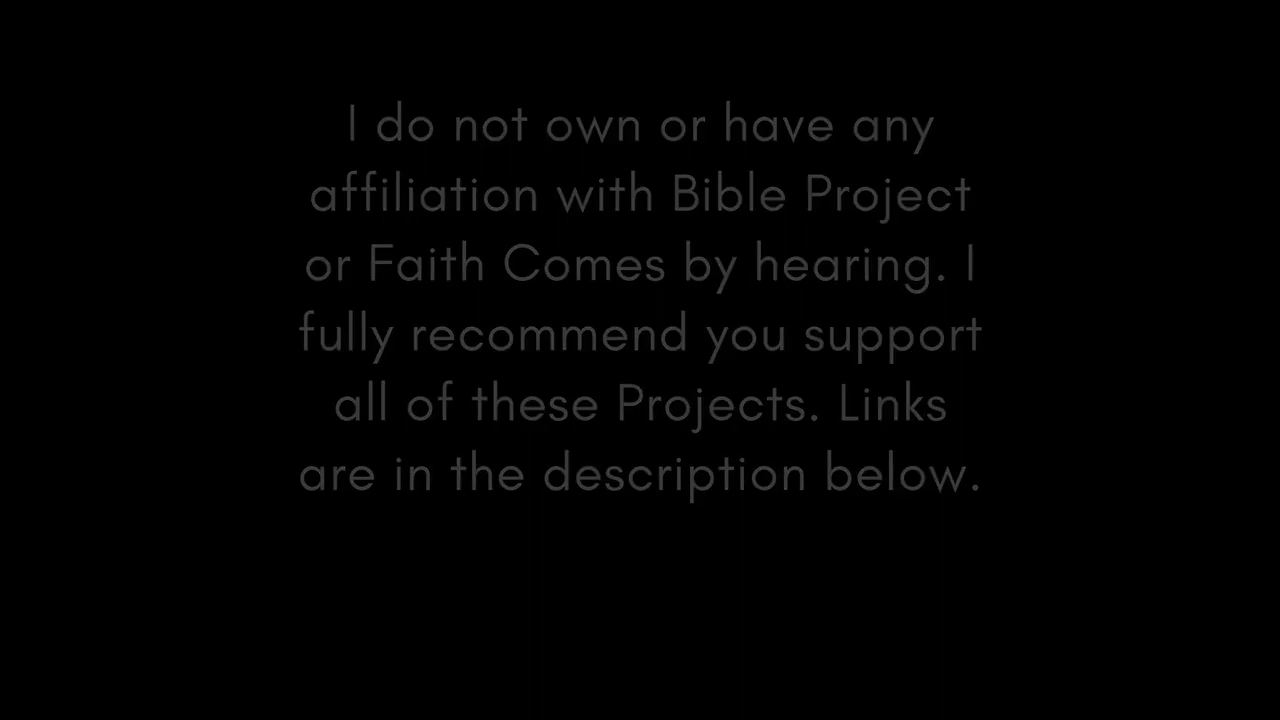 I do not own or have any
affiliation with Bible Project
or Faith Comes by hearing. I
fully recommend you support
all of these Projects. Links
are in the description below.